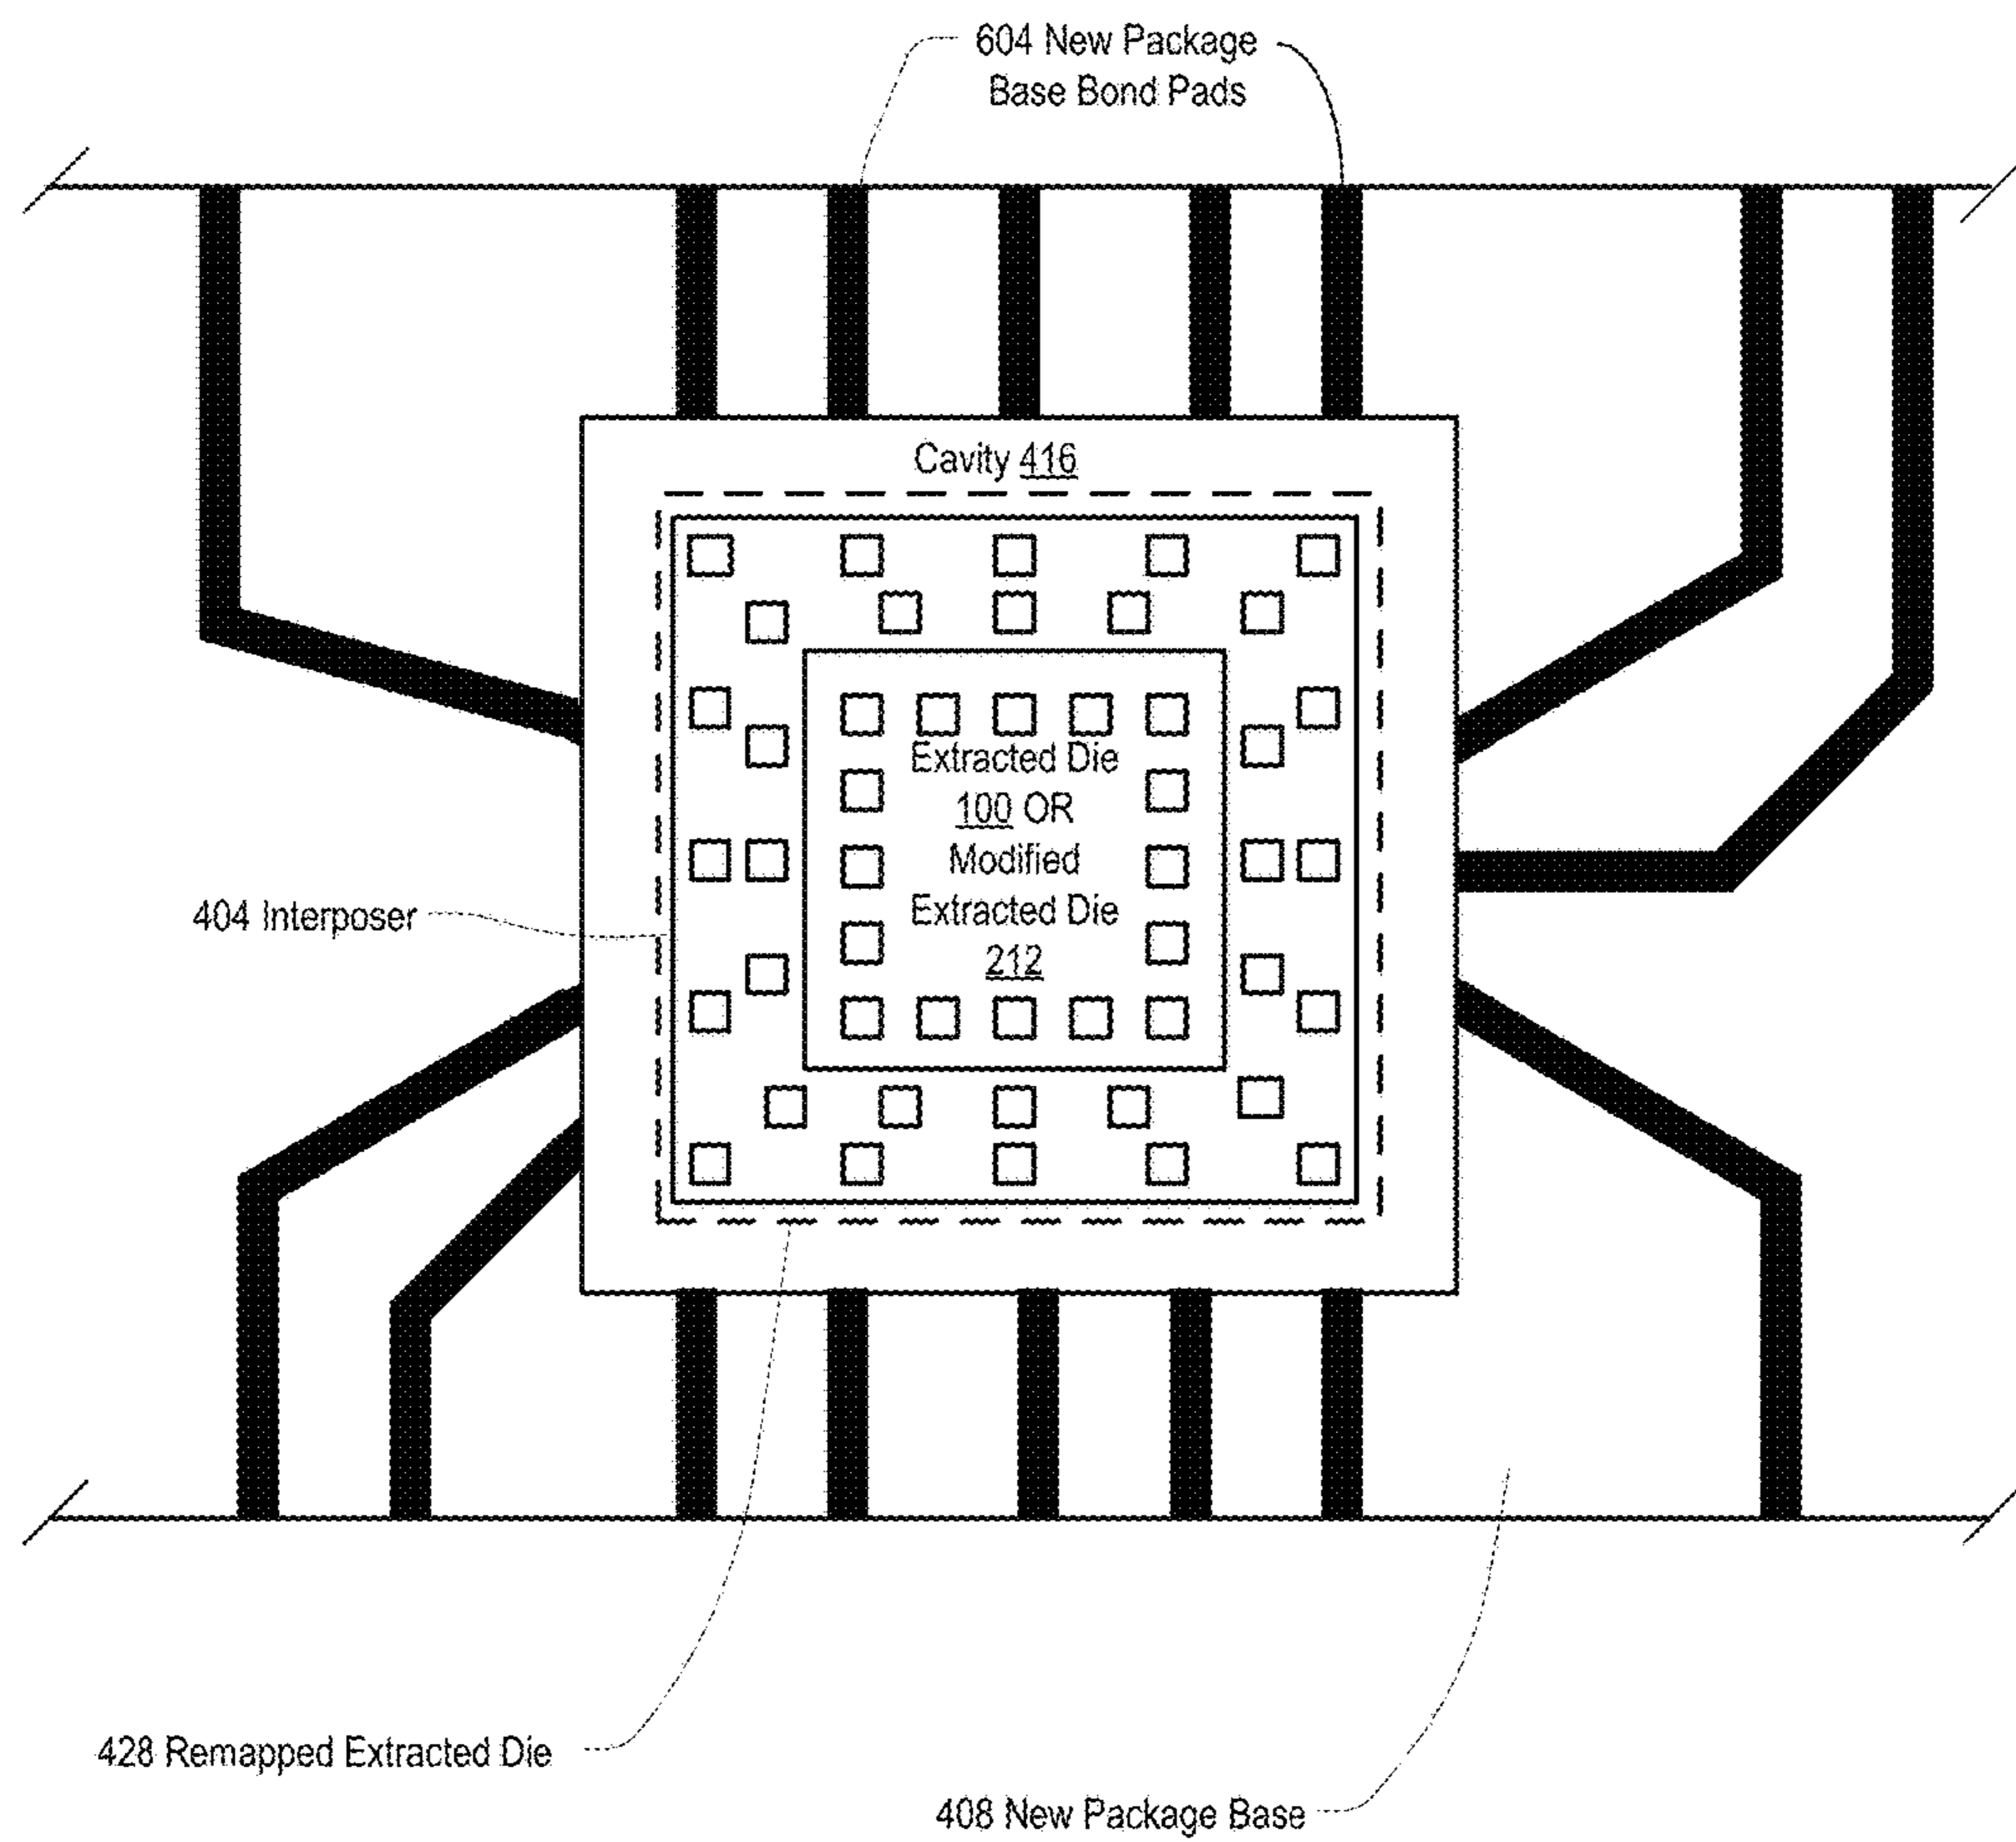 604 New Package
Base Bond Pads
Cavity 416
Extracted Die
100 OR
Modified
Extracted Die
212
404 Interposer
428 Remapped Extracted Die
408 New Package Base